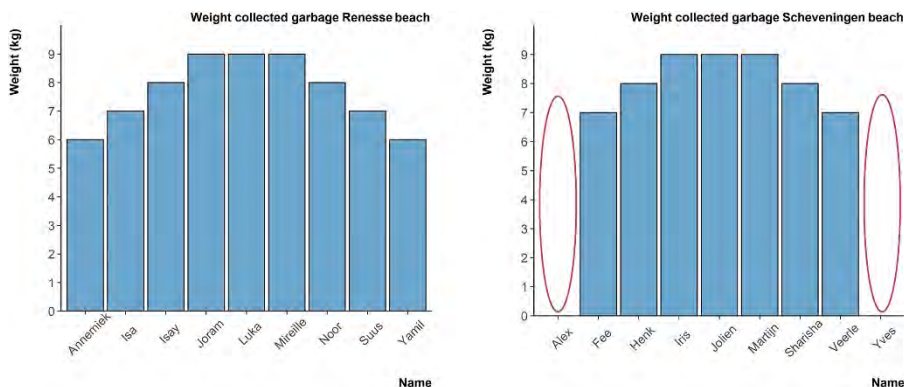 Weight collected garbage Renesse beach
Weight (kg)
9
8
7
6
5
4
3
2
1
0
Annemiek
Isa
Isay
Joram
Luka
Mireille
Noor
Suus
Yamil
Name
Weight collected garbage Scheveningen beach
Weight (kg)
9
8
7
6
5
4
3
2
1
0
Alex
Fee
Henk
Iris
Jolien
Martijn
Sharisha
Veerle
Yves
Name